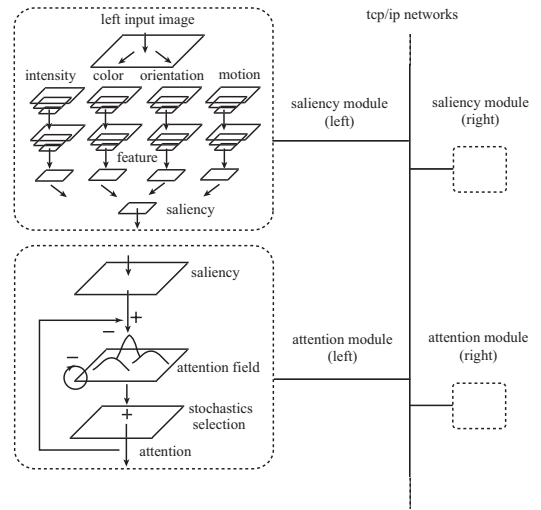 left input image
tcp/ip networks
intensity color orientation motion
feature
saliency
saliency module
(left)
saliency module
(right)
saliency
+
−
−
attention field
+
stochastics
selection
attention
attention module
(left)
attention module
(right)